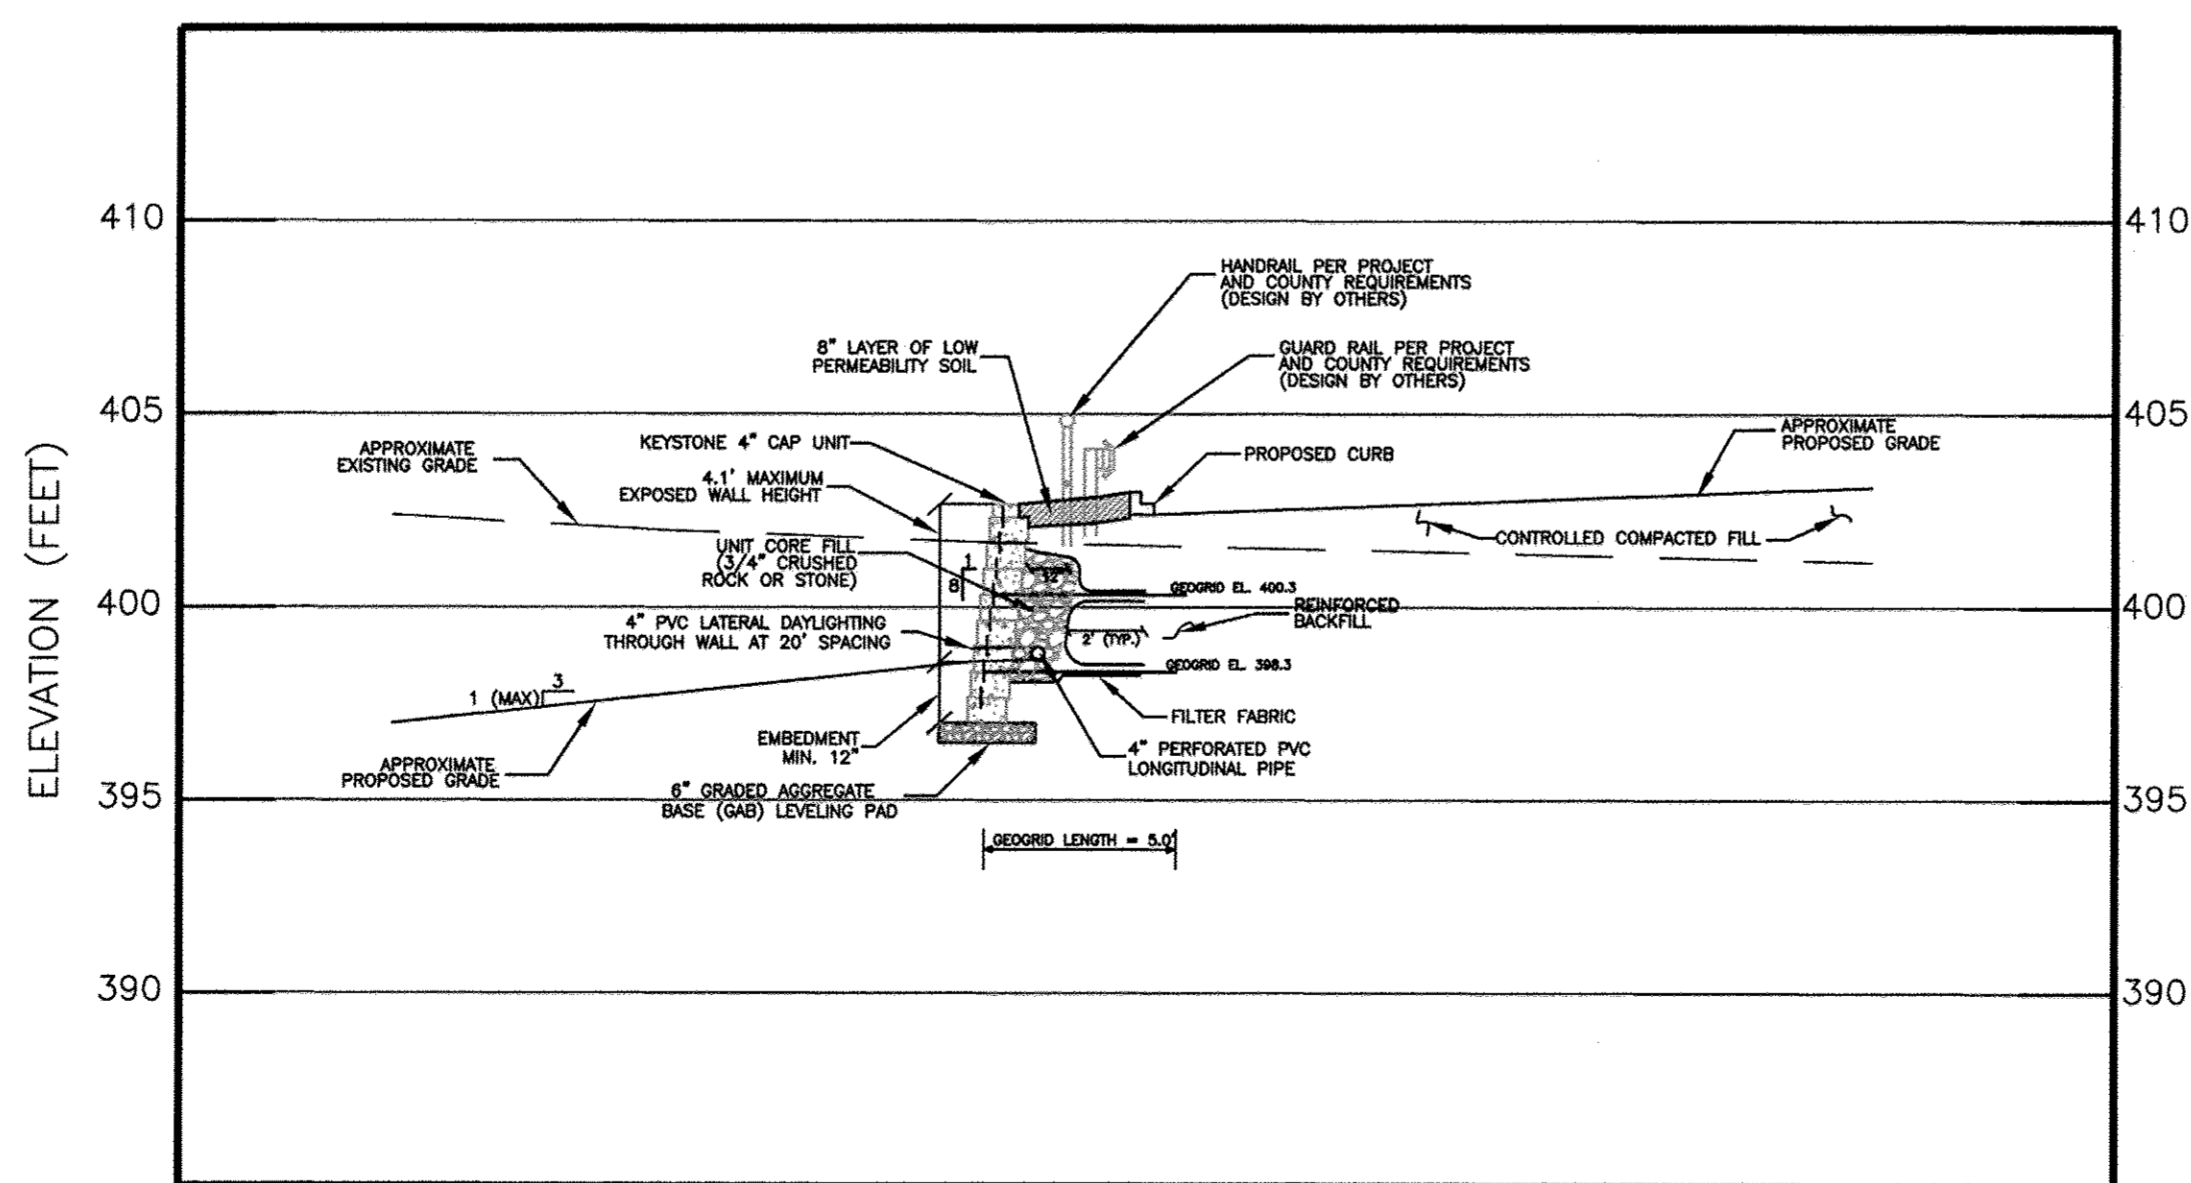 410
410
HANDRAIL PER PROJECT
AND COUNTY REQUIREMENTS
(DESIGN BY OTHERS)
8" LAYER OF LOW
PERMEABILITY SOIL
GUARD RAIL PER PROJECT
AND COUNTY REQUIREMENTS
(DESIGN BY OTHERS)
405
405
APPROXIMATE
EXISTING GRADE
KEYSTONE 4" CAP UNIT
PROPOSED CURB
APPROXIMATE
PROPOSED GRADE
4.1' MAXIMUM
EXPOSED WALL HEIGHT
CONTROLLED COMPACTED FILL
UNIT CORE FILL
(3/4" CRUSHED
ROCK OR STONE)
1
8
12"
GEOGRID EL. 400.3
400
400
REINFORCED
BACKFILL
4" PVC LATERAL DAYLIGHTING
THROUGH WALL AT 20' SPACING
2' (TYP.)
GEOGRID EL. 398.3
3
1 (MAX)
FILTER FABRIC
EMBEDMENT
MIN. 12"
4" PERFORATED PVC
LONGITUDINAL PIPE
APPROXIMATE
PROPOSED GRADE
6" GRADED AGGREGATE
BASE (GAB) LEVELING PAD
395
395
GEOGRID LENGTH = 5.0'
390
390
ELEVATION (FEET)